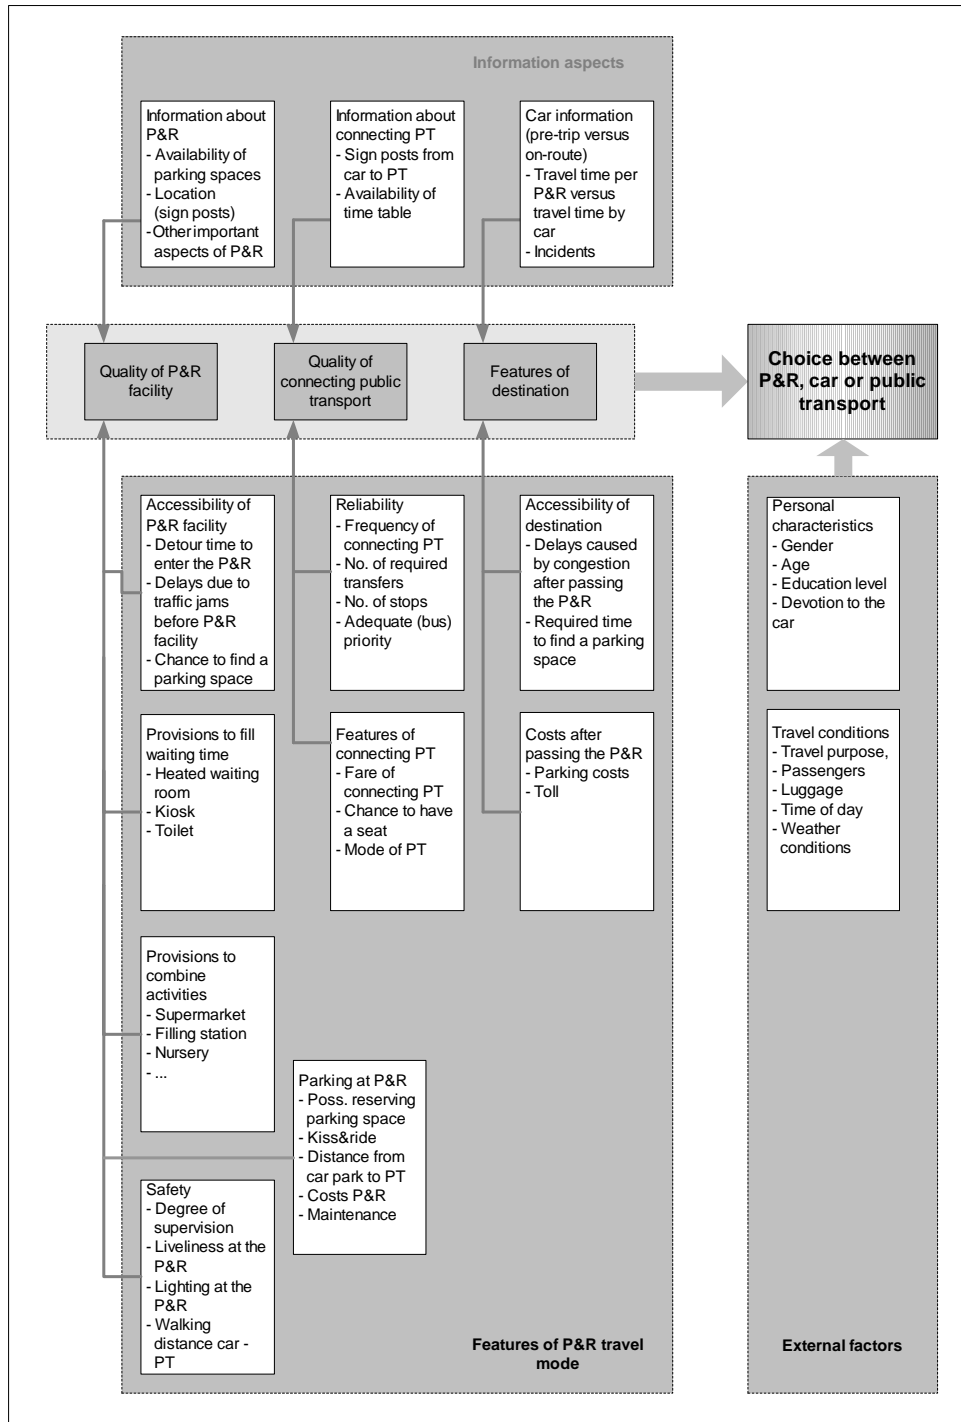 Information aspects
Information about
P&R
- Availability of
parking spaces
- Location
(sign posts)
- Other important
aspects of P&R
Information about
connecting PT
- Sign posts from
car to PT
- Availability of
time table
Car information
(pre-trip versus
on-route)
- Travel time per
P&R versus
travel time by
car
- Incidents
Quality of P&R
facility
Quality of
connecting public
transport
Features of
destination
Choice between
P&R, car or public
transport
Accessibility of
P&R facility
- Detour time to
enter the P&R
- Delays due to
traffic jams
before P&R
facility
- Chance to find a
parking space
Reliability
- Frequency of
connecting PT
- No. of required
transfers
- No. of stops
- Adequate (bus)
priority
Accessibility of
destination
- Delays caused
by congestion
after passing
the P&R
- Required time
to find a parking
space
Personal
characteristics
- Gender
- Age
- Education level
- Devotion to the
car
Provisions to fill
waiting time
- Heated waiting
room
- Kiosk
- Toilet
Features of
connecting PT
- Fare of
connecting PT
- Chance to have
a seat
- Mode of PT
Costs after
passing the P&R
- Parking costs
- Toll
Travel conditions
- Travel purpose,
- Passengers
- Luggage
- Time of day
- Weather
conditions
Provisions to
combine
activities
- Supermarket
- Filling station
- Nursery
- ...
Parking at P&R
- Poss. reserving
parking space
- Kiss&ride
- Distance from
car park to PT
- Costs P&R
- Maintenance
Safety
- Degree of
supervision
- Liveliness at the
P&R
- Lighting at the
P&R
- Walking
distance car -
PT
Features of P&R travel
mode
External factors